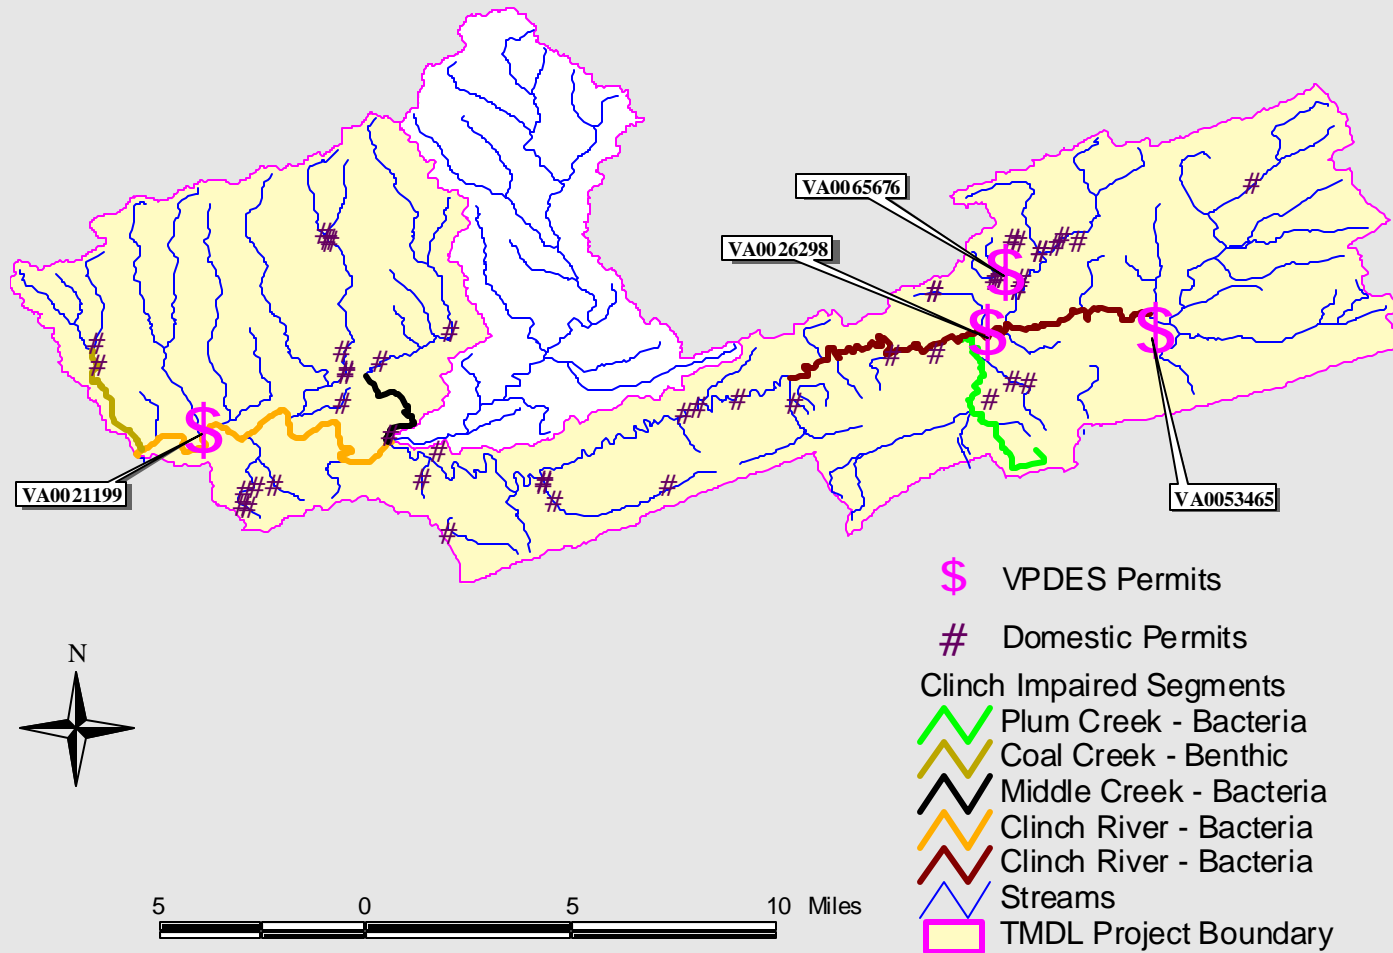 VA0065676
VA0026298
VA0021199
VA0053465
$ VPDES Permits
# Domestic Permits
Clinch Impaired Segments
Plum Creek - Bacteria
Coal Creek - Benthic
Middle Creek - Bacteria
Clinch River - Bacteria
Clinch River - Bacteria
Streams
TMDL Project Boundary
N
5 0 5 10 Miles